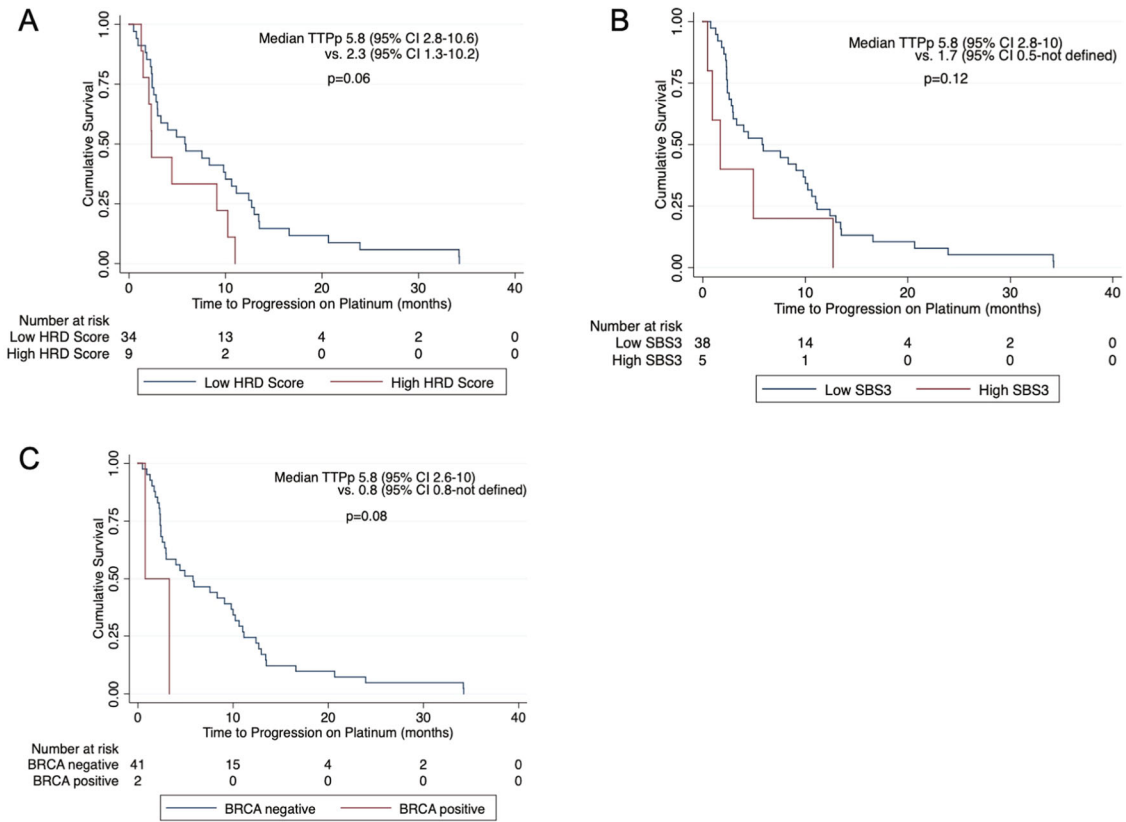 A
Median TTPp 5.8 (95% CI 2.8-10.6)
vs. 2.3 (95% CI 1.3-10.2)
p=0.06
Cumulative Survival
1.00
0.75
0.50
0.25
0.00
0 10 20 30 40
Time to Progression on Platinum (months)
Number at risk
Low HRD Score 34 13 4 2 0
High HRD Score 9 2 0 0 0
Low HRD Score High HRD Score
B
Median TTPp 5.8 (95% CI 2.8-10)
vs. 1.7 (95% CI 0.5-not defined)
p=0.12
Cumulative Survival
1.00
0.75
0.50
0.25
0.00
0 10 20 30 40
Time to Progression on Platinum (months)
Number at risk
Low SBS3 38 14 4 2 0
High SBS3 5 1 0 0 0
Low SBS3 High SBS3
C
Median TTPp 5.8 (95% CI 2.6-10)
vs. 0.8 (95% CI 0.8-not defined)
p=0.08
Cumulative Survival
1.00
0.75
0.50
0.25
0.00
0 10 20 30 40
Time to Progression on Platinum (months)
Number at risk
BRCA negative 41 15 4 2 0
BRCA positive 2 0 0 0 0
BRCA negative BRCA positive